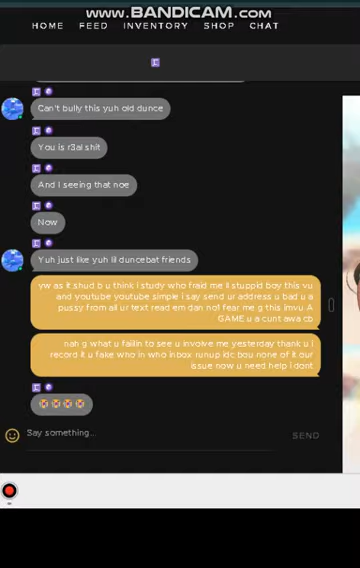 WWW.BANDICAM.COM
HOME FEED INVENTORY SHOP CHAT
Can't bully this yuh old dunce
You is r3al shit
And I seeing that noe
Now
Yuh just like yuh lil duncebat friends
yw as it shud b u think I study who fraid me lil stuppid boy this vu
and youtube youtube simple i say send ur address u bad u a
pussy from all ur text read em dan not fear me g this imvu A
GAME u a cunt awa co
nah g what u failin to see u involve me yesterday thank u I
record it u fake who in who inbox runup idc bou none of it our
issue now u need help i dont
Say something...
SEND